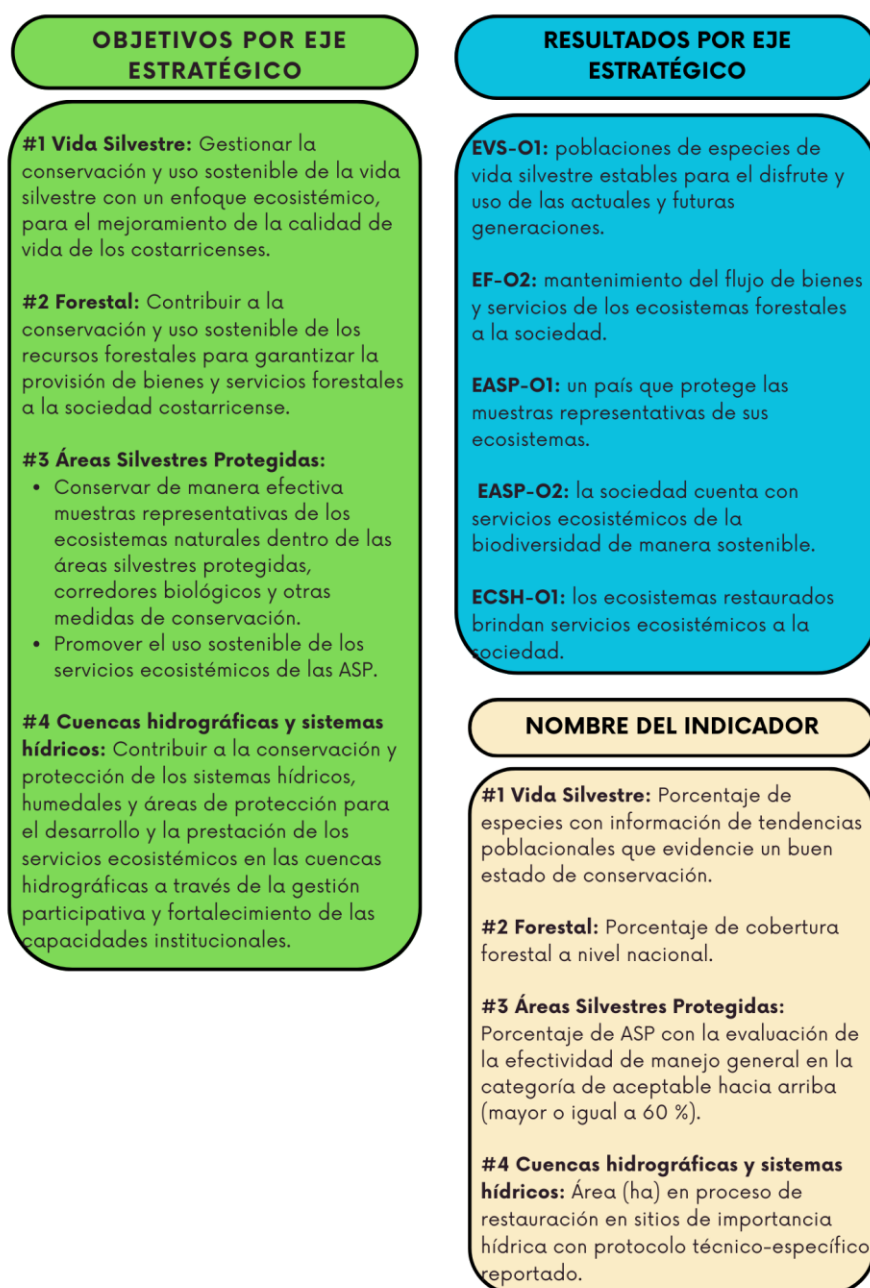 OBJETIVOS POR EJE
ESTRATÉGICO
#1 Vida Silvestre: Gestionar la
conservación y uso sostenible de la vida
silvestre con un enfoque ecosistémico,
para el mejoramiento de la calidad de
vida de los costarricenses.
#2 Forestal: Contribuir a la
conservación y uso sostenible de los
recursos forestales para garantizar la
provisión de bienes y servicios forestales
a la sociedad costarricense.
#3 Áreas Silvestres Protegidas:
• Conservar de manera efectiva
muestras representativas de los
ecosistemas naturales dentro de las
áreas silvestres protegidas,
corredores biológicos y otras
medidas de conservación.
• Promover el uso sostenible de los
servicios ecosistémicos de las ASP.
#4 Cuencas hidrográficas y sistemas
hídricos: Contribuir a la conservación y
protección de los sistemas hídricos,
humedales y áreas de protección para
el desarrollo y la prestación de los
servicios ecosistémicos en las cuencas
hidrográficas a través de la gestión
participativa y fortalecimiento de las
capacidades institucionales.
RESULTADOS POR EJE
ESTRATÉGICO
EVS-O1: poblaciones de especies de
vida silvestre estables para el disfrute y
uso de las actuales y futuras
generaciones.
EF-O2: mantenimiento del flujo de bienes
y servicios de los ecosistemas forestales
a la sociedad.
EASP-O1: un país que protege las
muestras representativas de sus
ecosistemas.
EASP-O2: la sociedad cuenta con
servicios ecosistémicos de la
biodiversidad de manera sostenible.
ECSH-O1: los ecosistemas restaurados
brindan servicios ecosistémicos a la
sociedad.
NOMBRE DEL INDICADOR
#1 Vida Silvestre: Porcentaje de
especies con información de tendencias
poblacionales que evidencie un buen
estado de conservación.
#2 Forestal: Porcentaje de cobertura
forestal a nivel nacional.
#3 Áreas Silvestres Protegidas:
Porcentaje de ASP con la evaluación de
la efectividad de manejo general en la
categoría de aceptable hacia arriba
(mayor o igual a 60 %).
#4 Cuencas hidrográficas y sistemas
hídricos: Área (ha) en proceso de
restauración en sitios de importancia
hídrica con protocolo técnico-específico
reportado.